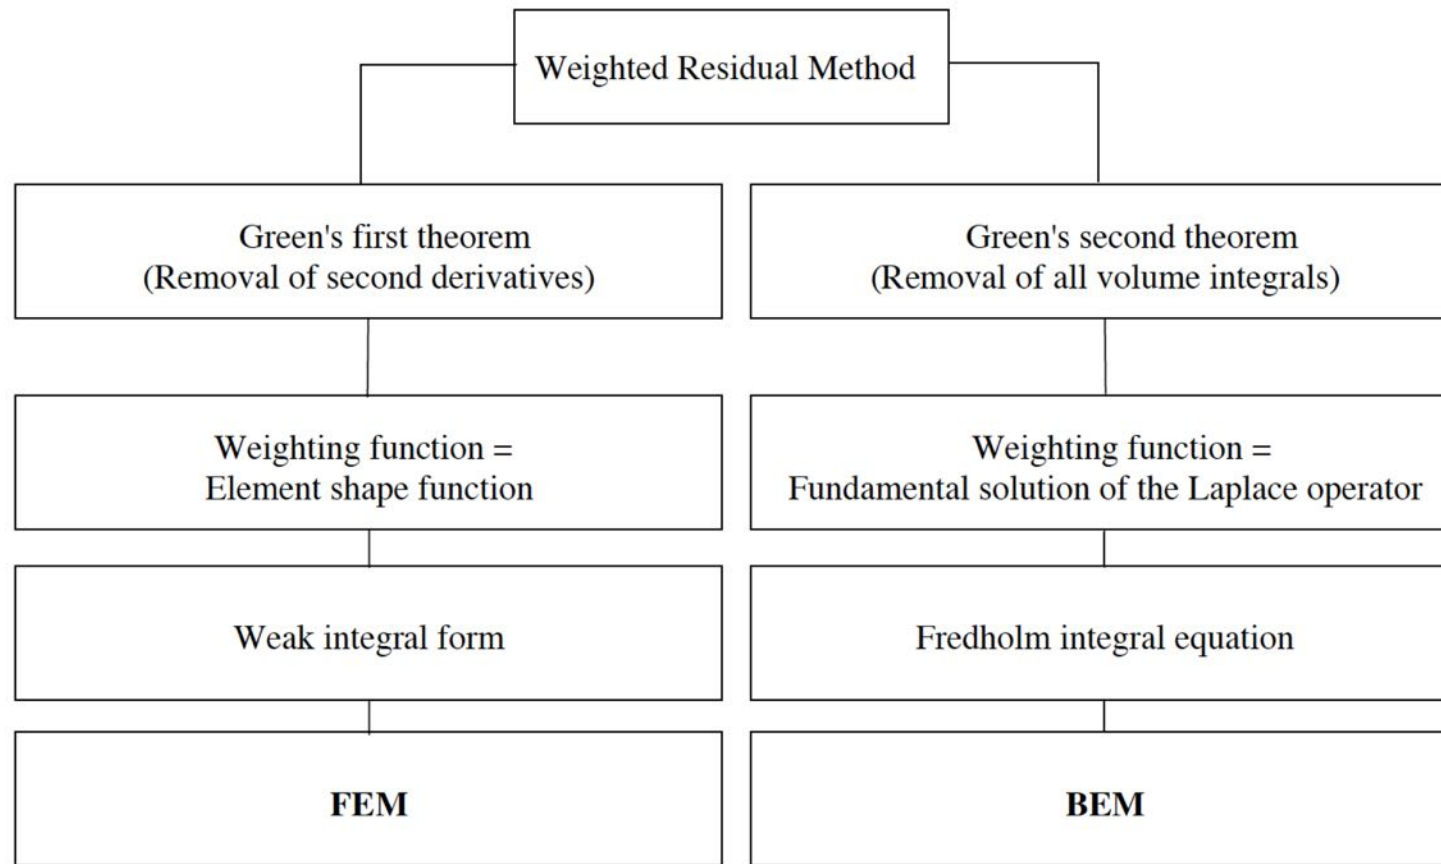 Weighted Residual Method
Green's first theorem
(Removal of second derivatives)
Green's second theorem
(Removal of all volume integrals)
Weighting function =
Element shape function
Weighting function =
Fundamental solution of the Laplace operator
Weak integral form
Fredholm integral equation
FEM
BEM